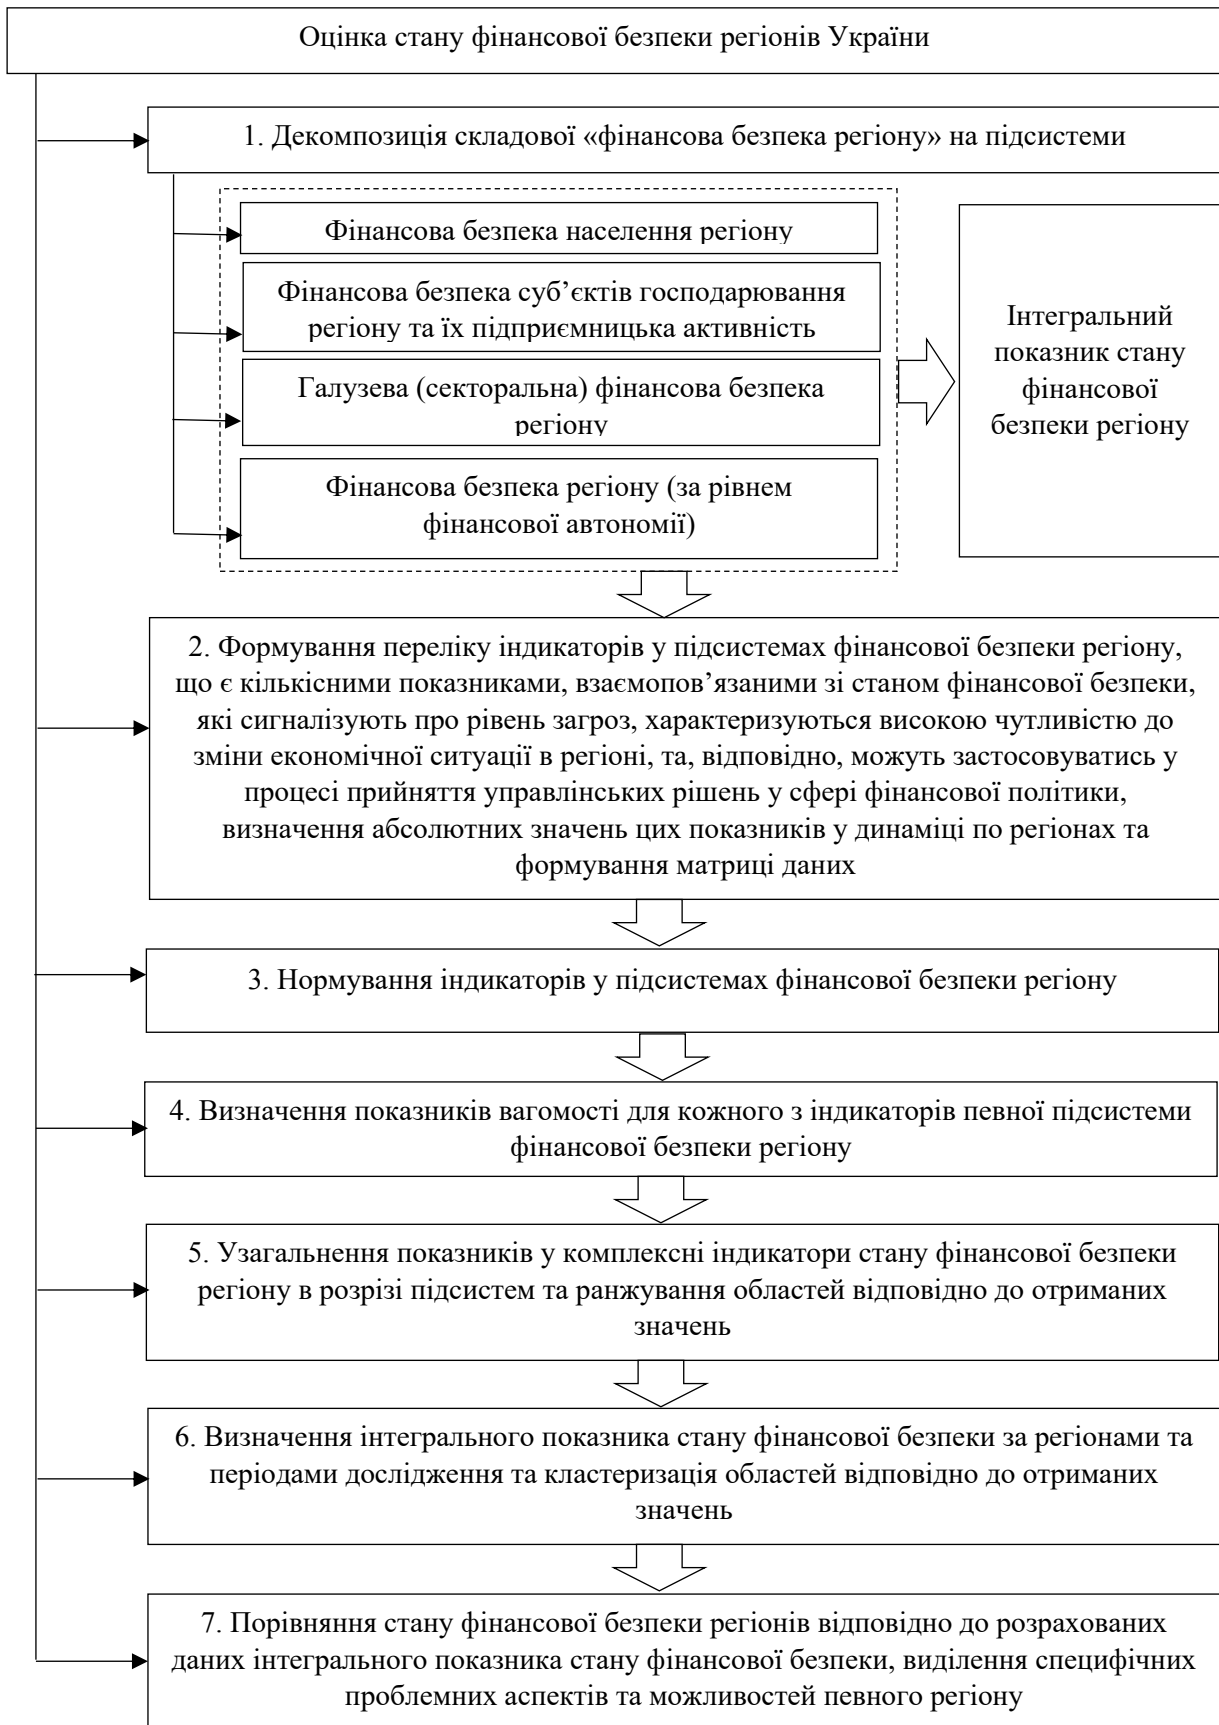 Оцінка стану фінансової безпеки регіонів України
1. Декомпозиція складової «фінансова безпека регіону» на підсистеми
Фінансова безпека населення регіону
Фінансова безпека суб’єктів господарювання
регіону та їх підприємницька активність
Галузева (секторальна) фінансова безпека
регіону
Фінансова безпека регіону (за рівнем
фінансової автономії)
Інтегральний
показник стану
фінансової
безпеки регіону
2. Формування переліку індикаторів у підсистемах фінансової безпеки регіону,
що є кількісними показниками, взаємопов’язаними зі станом фінансової безпеки,
які сигналізують про рівень загроз, характеризуються високою чутливістю до
зміни економічної ситуації в регіоні, та, відповідно, можуть застосовуватись у
процесі прийняття управлінських рішень у сфері фінансової політики,
визначення абсолютних значень цих показників у динаміці по регіонах та
формування матриці даних
3. Нормування індикаторів у підсистемах фінансової безпеки регіону
4. Визначення показників вагомості для кожного з індикаторів певної підсистеми
фінансової безпеки регіону
5. Узагальнення показників у комплексні індикатори стану фінансової безпеки
регіону в розрізі підсистем та ранжування областей відповідно до отриманих
значень
6. Визначення інтегрального показника стану фінансової безпеки за регіонами та
періодами дослідження та кластеризація областей відповідно до отриманих
значень
7. Порівняння стану фінансової безпеки регіонів відповідно до розрахованих
даних інтегрального показника стану фінансової безпеки, виділення специфічних
проблемних аспектів та можливостей певного регіону